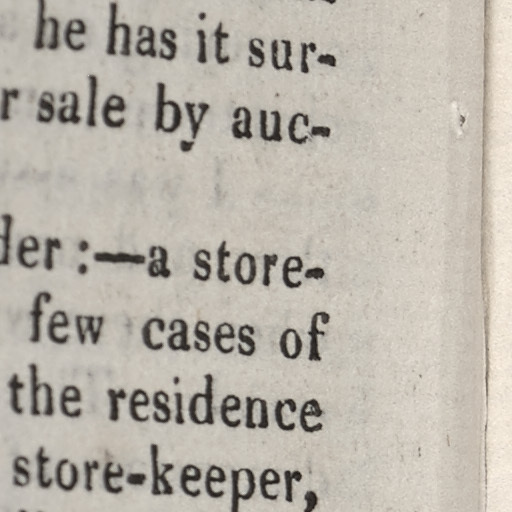 he has it sur-
r sale by auc-
der:—a store-
few cases of
the residence
store-keeper,